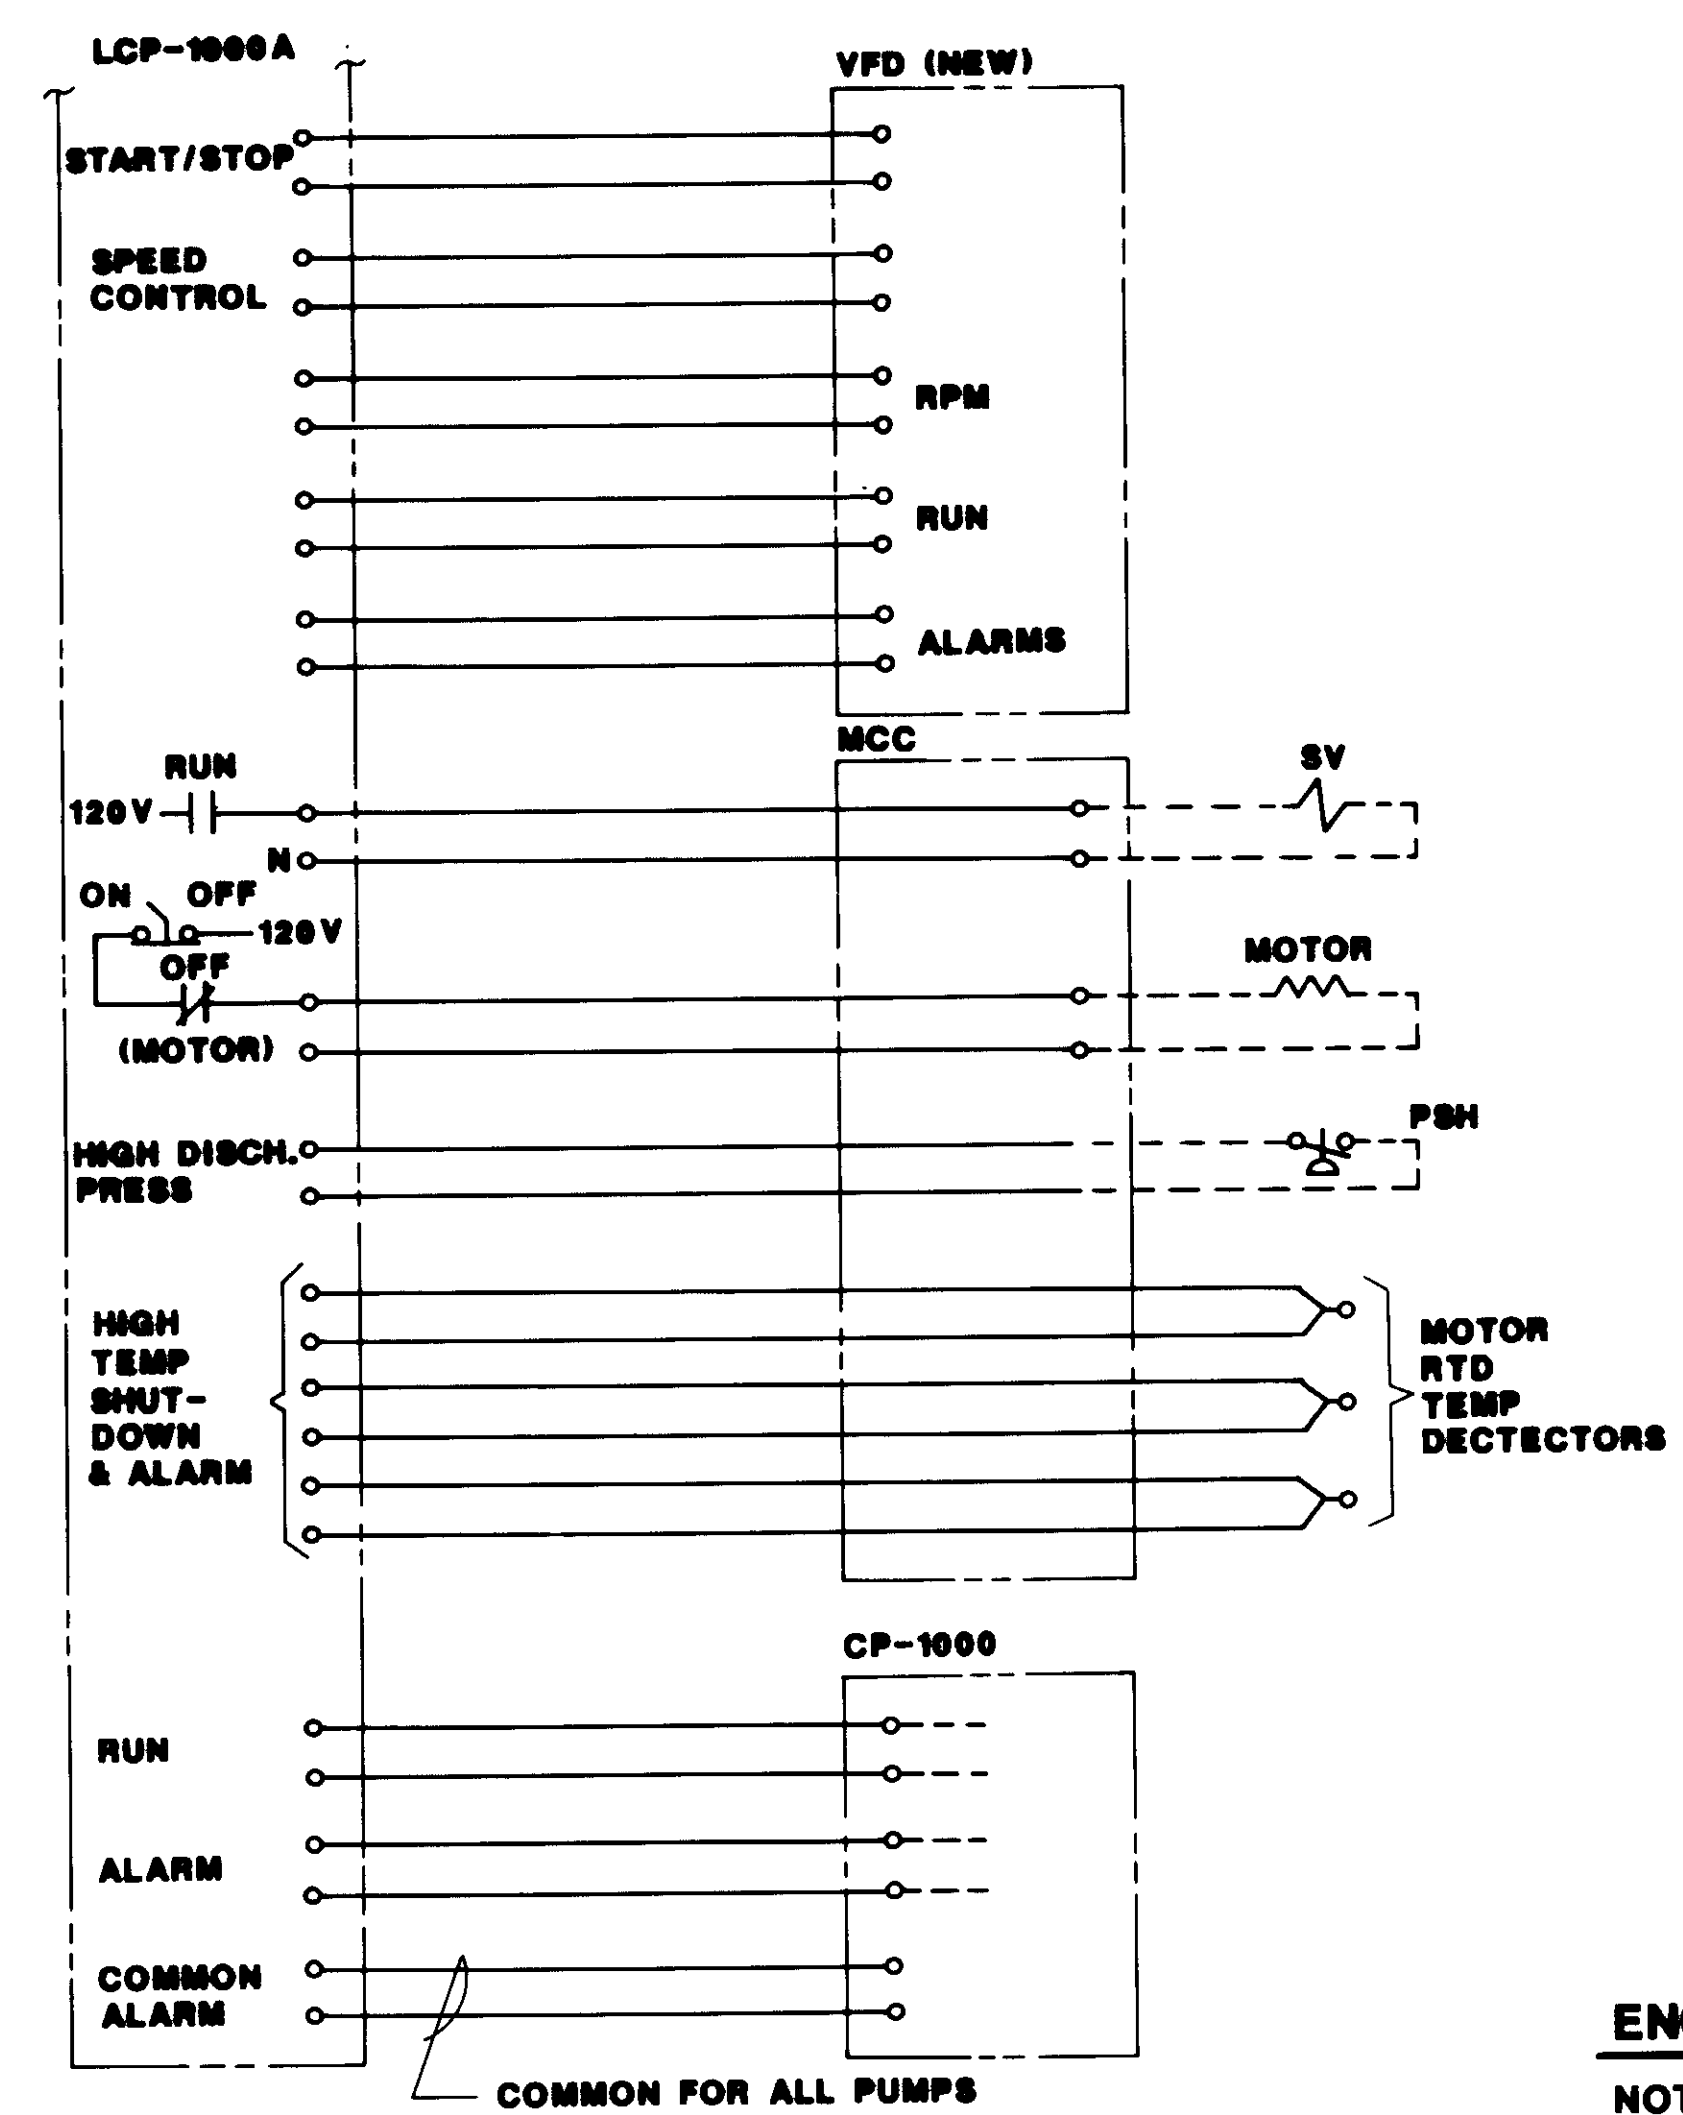 LCP-1000A
VFD (NEW)
START/STOP
SPEED
CONTROL
RPM
RUN
ALARMS
MCC
RUN
SV
120V
N
ON OFF
120V
OFF
MOTOR
(MOTOR)
PSH
HIGH DISCH.
PRESS
HIGH
TEMP
SHUT-
DOWN
& ALARM
MOTOR
RTD
TEMP
DECTECTORS
CP-1000
RUN
ALARM
COMMON
ALARM
COMMON FOR ALL PUMPS